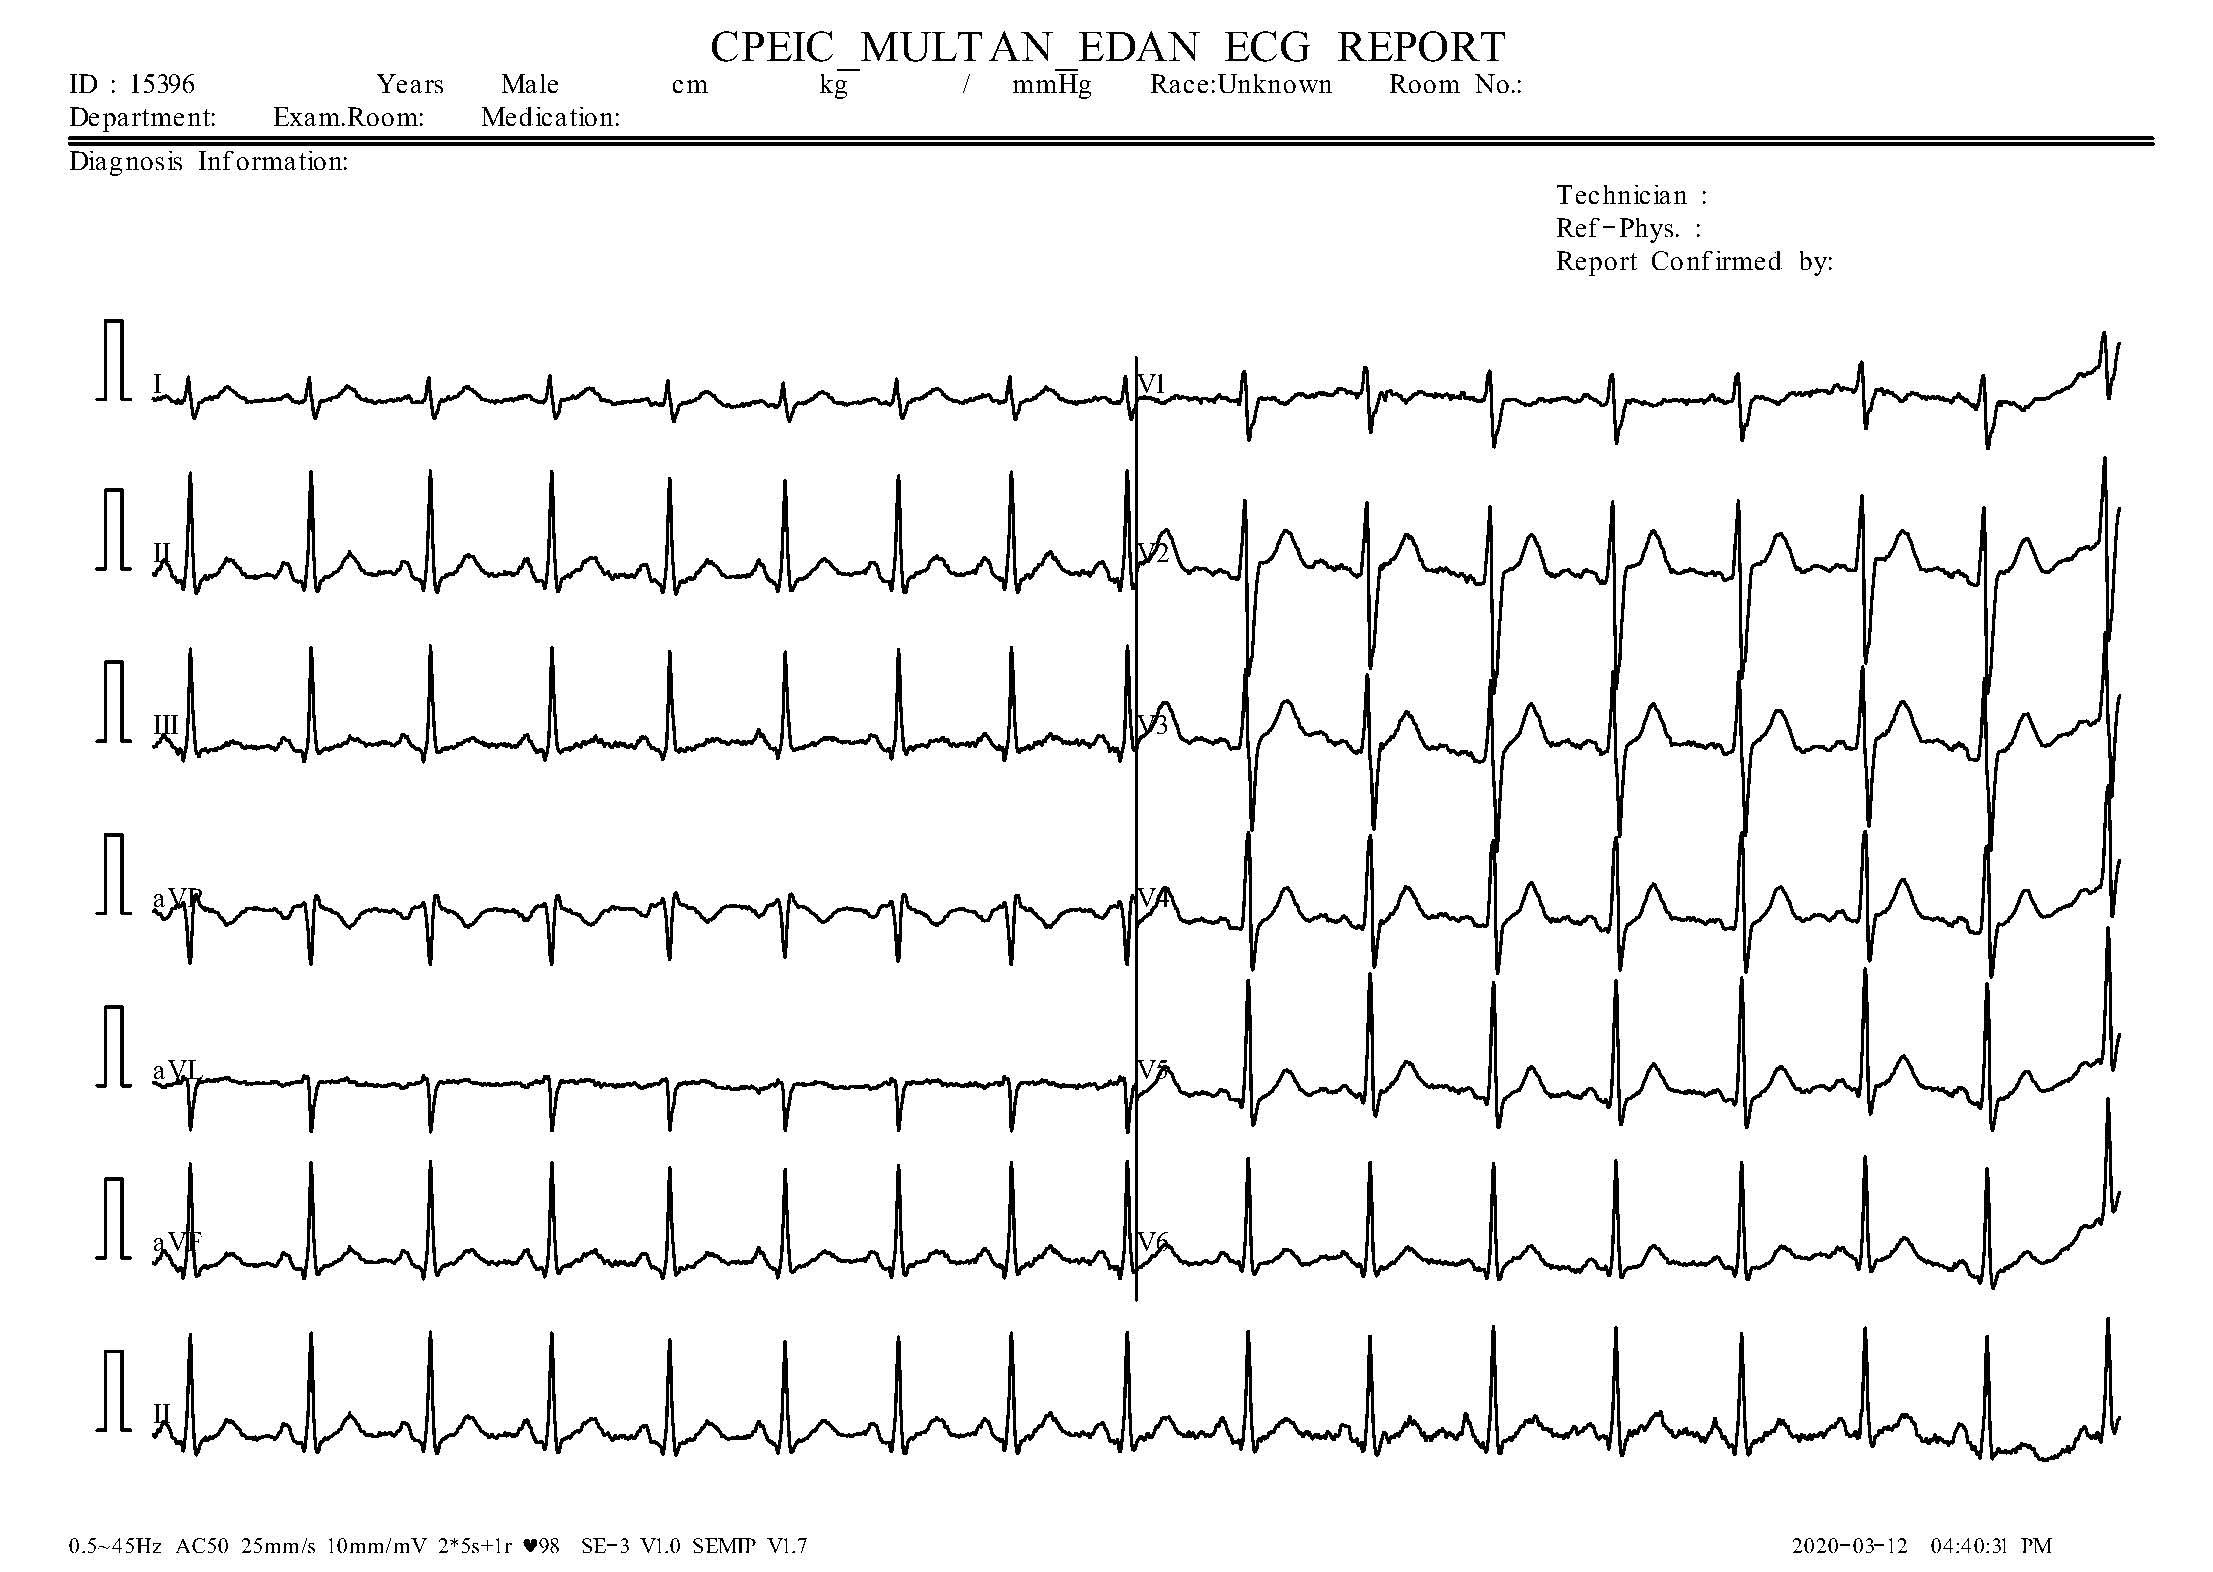 CPEIC_MULTAN_EDAN ECG REPORT
ID : 15396 Years Male cm kg / mmHg Race:Unknown Room No.:
Department: Exam.Room: Medication:
Diagnosis Information:
Technician :
Ref-Phys. :
Report Confirmed by:
I V1
II V2
III V3
aVR V4
aVL V5
aVF V6
II
0.5~45Hz AC50 25mm/s 10mm/mV 2*5s+1r ♥98 SE-3 V1.0 SEMIP V1.7 2020-03-12 04:40:31 PM